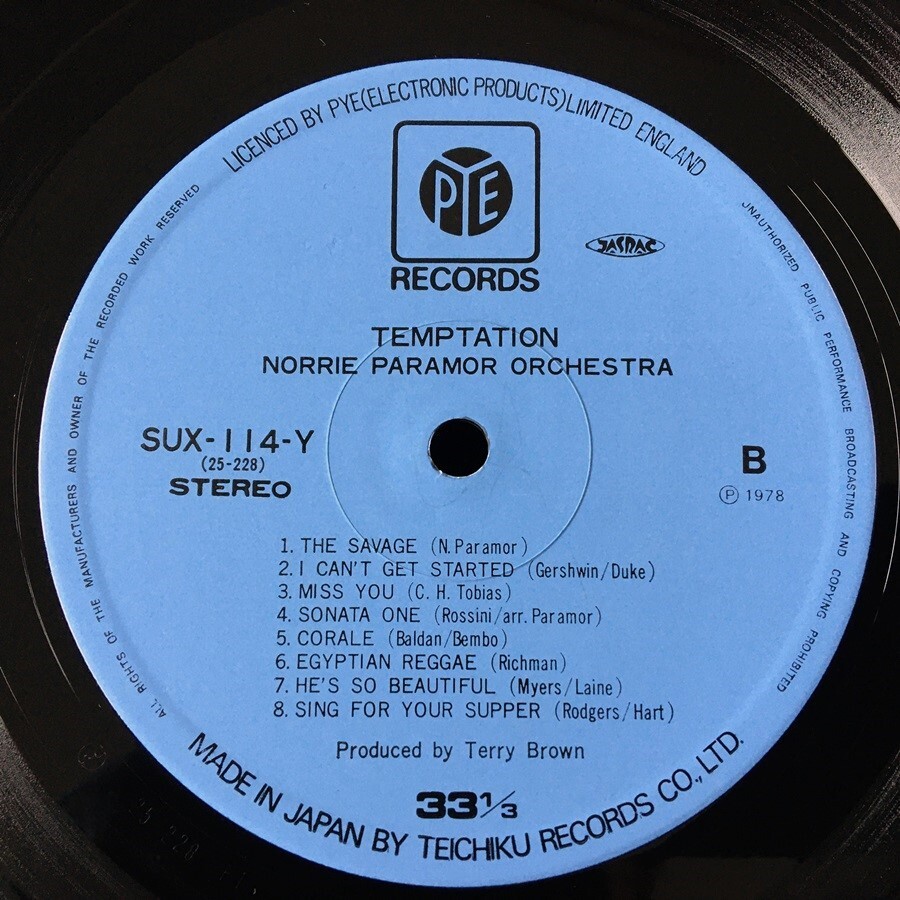 LICENCED BY PYE(ELECTRONIC PRODUCTS)LIMITED ENGLAND
PYE
RECORDS
JASRAC
TEMPTATION
NORRIE PARAMOR ORCHESTRA
SUX-114-Y
(25-228)
STEREO
B
Ⓟ 1978
1. THE SAVAGE (N. Paramor)
2. I CAN'T GET STARTED (Gershwin/Duke)
3. MISS YOU (C. H. Tobias)
4. SONATA ONE (Rossini/arr. Paramor)
5. CORALE (Baldan/Bembo)
6. EGYPTIAN REGGAE (Richman)
7. HE'S SO BEAUTIFUL (Myers/Laine)
8. SING FOR YOUR SUPPER (Rodgers/Hart)
Produced by Terry Brown
33 1/3
MADE IN JAPAN BY TEICHIKU RECORDS CO., LTD.
ALL RIGHTS OF THE MANUFACTURERS AND OWNER OF THE RECORDED WORK RESERVED
UNAUTHORIZED PUBLIC PERFORMANCE BROADCASTING AND COPYING PROHIBITED